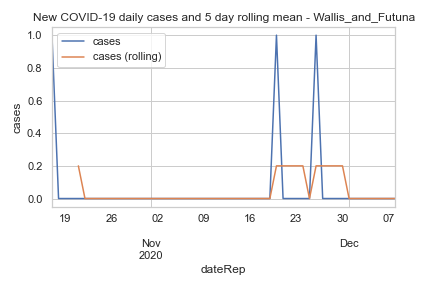 New COVID-19 daily cases and 5 day rolling mean - Wallis_and_Futuna
cases
cases (rolling)
1.0
0.8
0.6
0.4
0.2
0.0
cases
19 26 02 09 16 23 30 07
Nov Dec
2020
dateRep